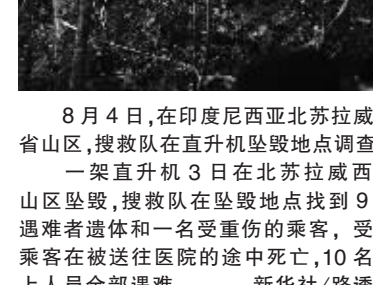 8月4日,在印度尼西亚北苏拉威
省山区,搜救队在直升机坠毁地点调查
一架直升机3日在北苏拉威西
山区坠毁,搜救队在坠毁地点找到9
遇难者遗体和一名受重伤的乘客，受
乘客在被送往医院的途中死亡,10名
上人员全部遇难 新华社/路透